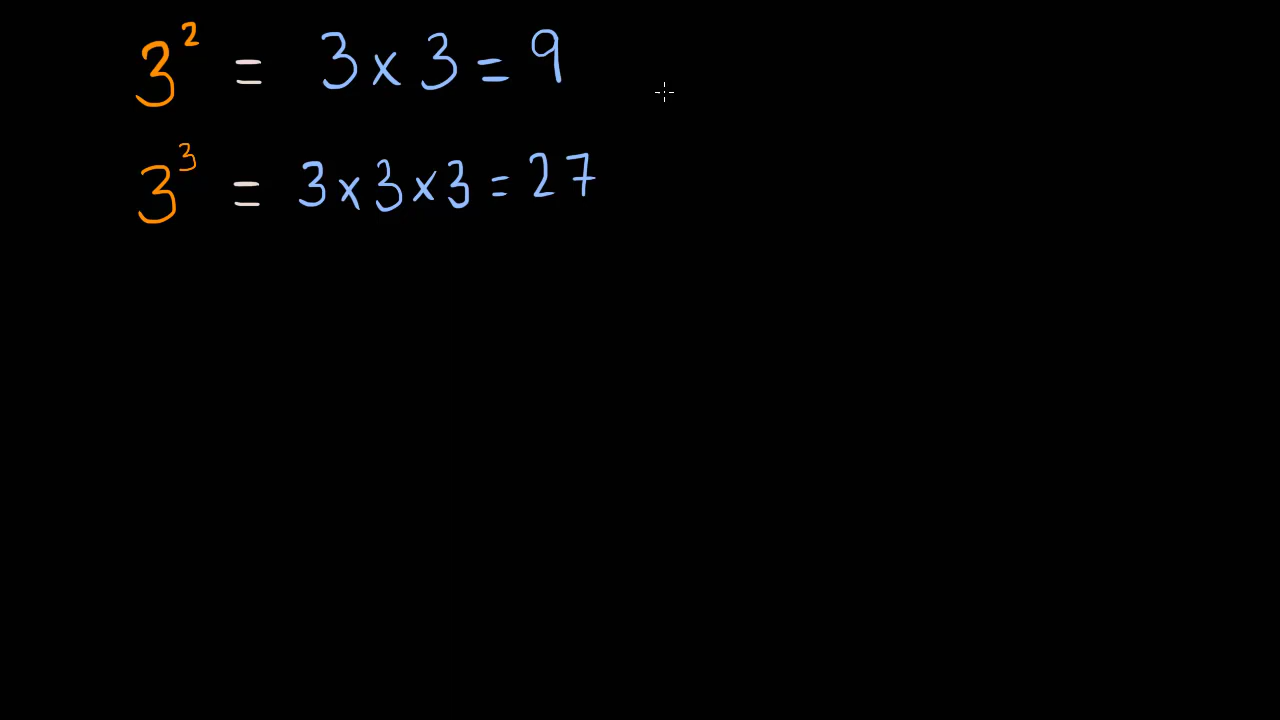 3² = 3 x 3 = 9
3³ = 3 x 3 x 3 = 27